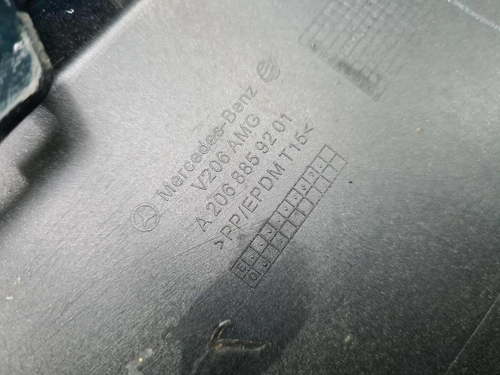 Mercedes-Benz
V206 AMG
A 206 885 92 01
>PP/EPDM T15<